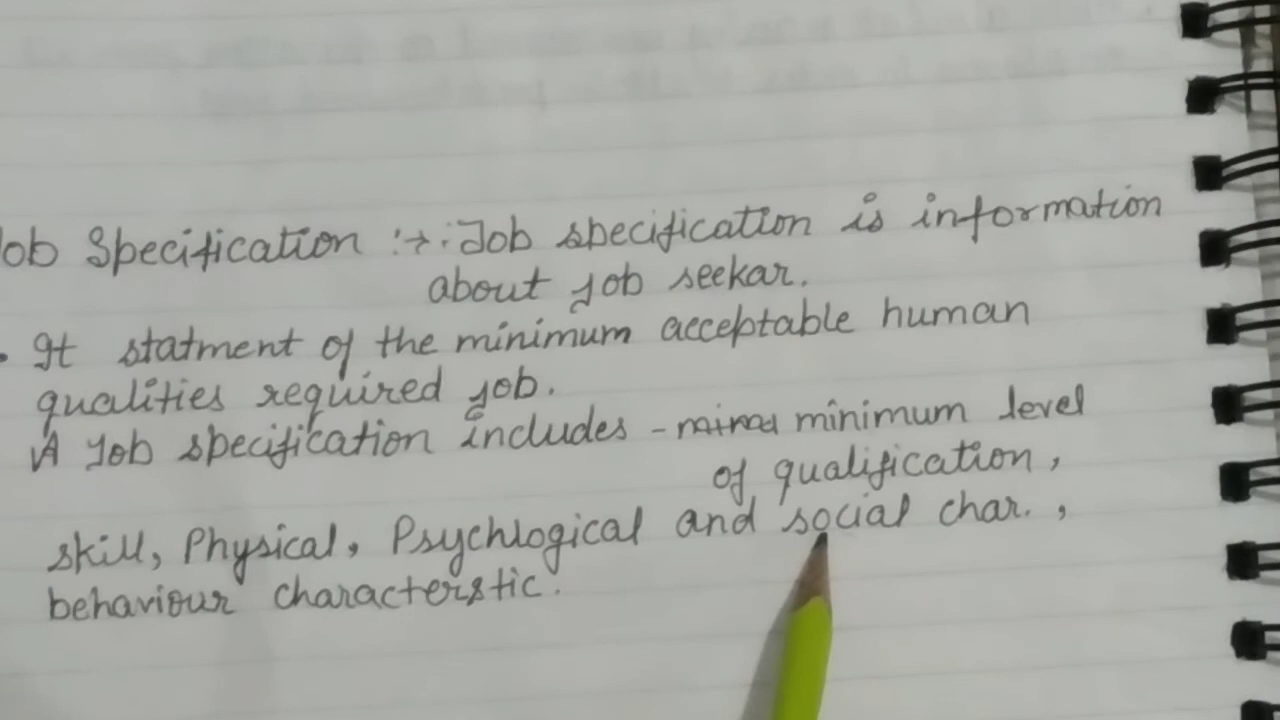 Job Specification :→ : Job specification is information
about job seekar.
• It statment of the minimum acceptable human
qualities required job.
A Job specification includes - minimum level
of qualification,
skill, Physical, Psychlogical and social char. ,
behaviour characterstic.